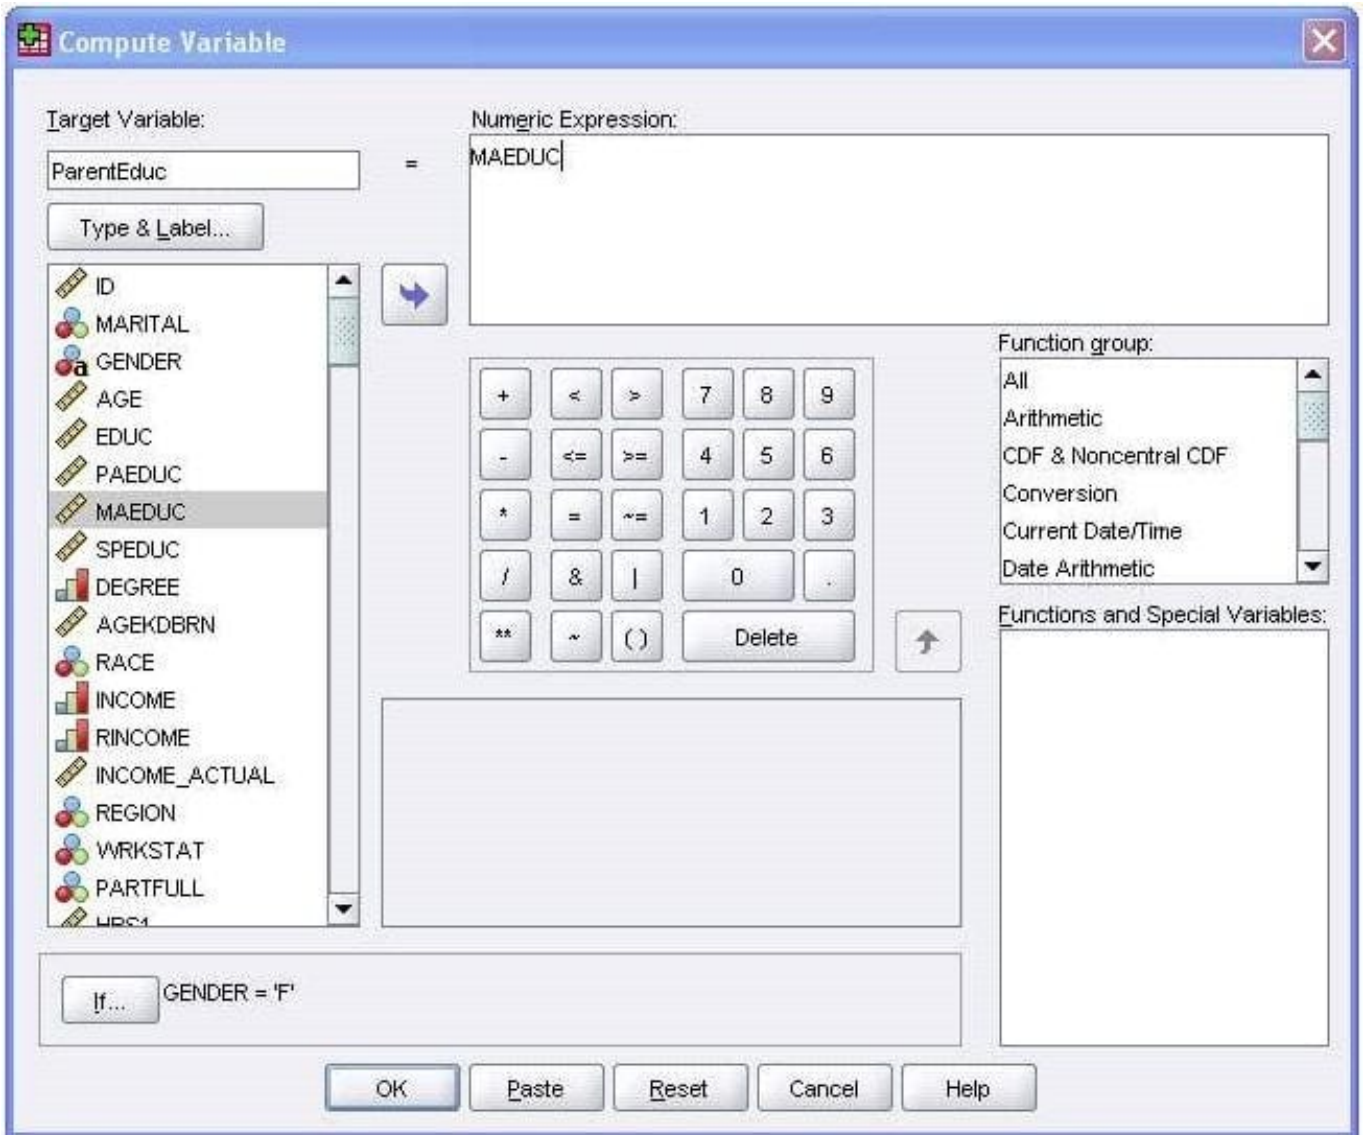 Compute Variable
Target Variable:
ParentEduc
=
Numeric Expression:
MAEDUC
Type & Label...
ID
MARITAL
GENDER
AGE
EDUC
PAEDUC
MAEDUC
SPEDUC
DEGREE
AGEKDBRN
RACE
INCOME
RINCOME
INCOME_ACTUAL
REGION
WRKSTAT
PARTFULL
HRS1
+ < > 7 8 9
- <= >= 4 5 6
* = ~= 1 2 3
/ & | 0 .
** ~ ( ) Delete
Function group:
All
Arithmetic
CDF & Noncentral CDF
Conversion
Current Date/Time
Date Arithmetic
Functions and Special Variables:
If... GENDER = 'F'
OK Paste Reset Cancel Help